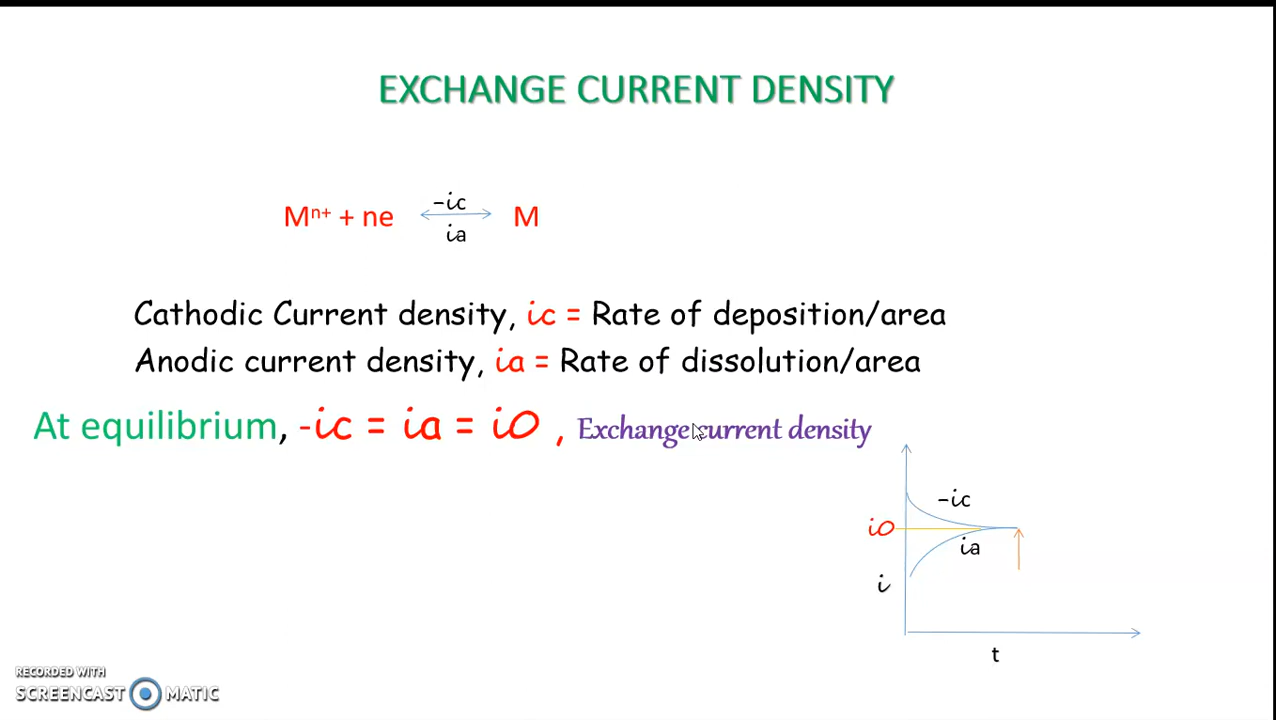 EXCHANGE CURRENT DENSITY
-ic
Mⁿ⁺ + ne M
ia
Cathodic Current density, ic = Rate of deposition/area
Anodic current density, ia = Rate of dissolution/area
At equilibrium, -ic = ia = i0 , Exchange current density
-ic
i0
ia
i
t
RECORDED WITH
SCREENCAST MATIC